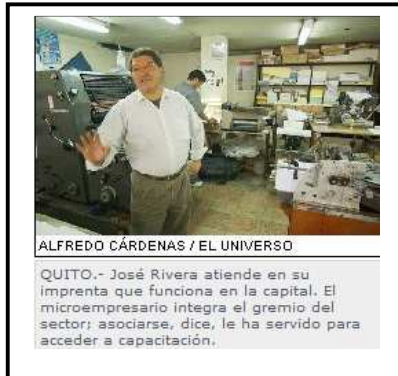 ALFREDO CÁRDENAS / EL UNIVERSO
QUITO.- José Rivera atiende en su
imprenta que funciona en la capital. El
microempresario integra el gremio del
sector; asociarse, dice, le ha servido para
acceder a capacitación.